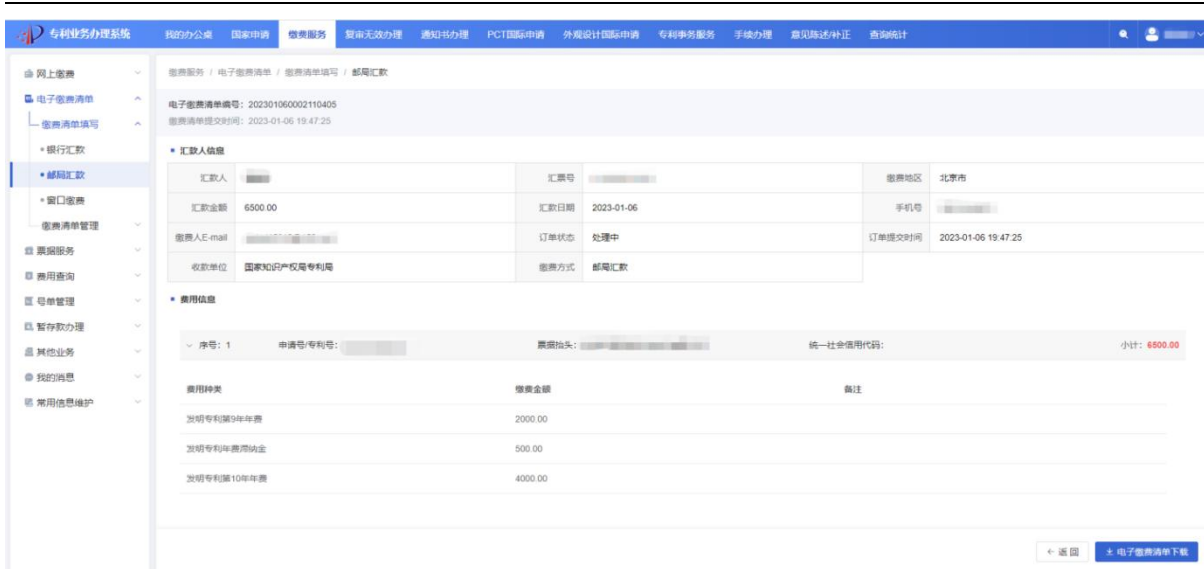 专利业务办理系统 我的办公桌 国家申请 缴费服务 复审无效办理 通知书办理 PCT国际申请 外观设计国际申请 专利事务服务 手续办理 意见陈述/补正 查询统计
网上缴费
电子缴费清单
缴费清单填写
银行汇款
邮局汇款
窗口缴费
缴费清单管理
票据服务
费用查询
号单管理
暂存款办理
其他业务
我的消息
常用信息维护
缴费服务 / 电子缴费清单 / 缴费清单填写 / 邮局汇款
电子缴费清单编号: 202301060002110405
缴费清单提交时间: 2023-01-06 19:47:25
汇款人信息
汇款人 汇票号 缴费地区 北京市
汇款金额 6500.00 汇款日期 2023-01-06 手机号
缴费人E-mail 订单状态 处理中 订单提交时间 2023-01-06 19:47:25
收款单位 国家知识产权局专利局 缴费方式 邮局汇款
费用信息
序号: 1 申请号/专利号: 票据抬头: 统一社会信用代码: 小计: 6500.00
费用种类 缴费金额 备注
发明专利第9年年费 2000.00
发明专利年费滞纳金 500.00
发明专利第10年年费 4000.00
返回 电子缴费清单下载